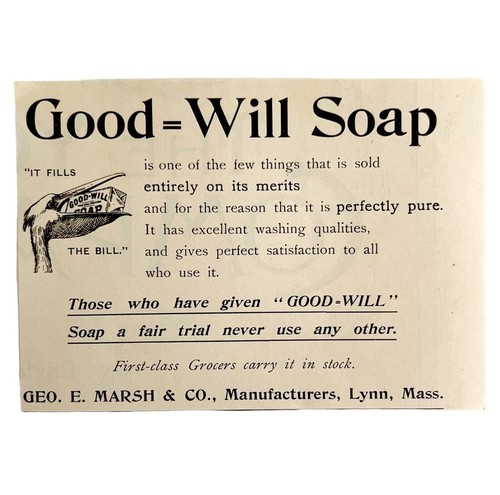 Good=Will Soap
"IT FILLS
GOOD-WILL
SOAP
THE BILL."
is one of the few things that is sold
entirely on its merits
and for the reason that it is perfectly pure.
It has excellent washing qualities,
and gives perfect satisfaction to all
who use it.
Those who have given "GOOD=WILL"
Soap a fair trial never use any other.
First-class Grocers carry it in stock.
GEO. E. MARSH & CO., Manufacturers, Lynn, Mass.